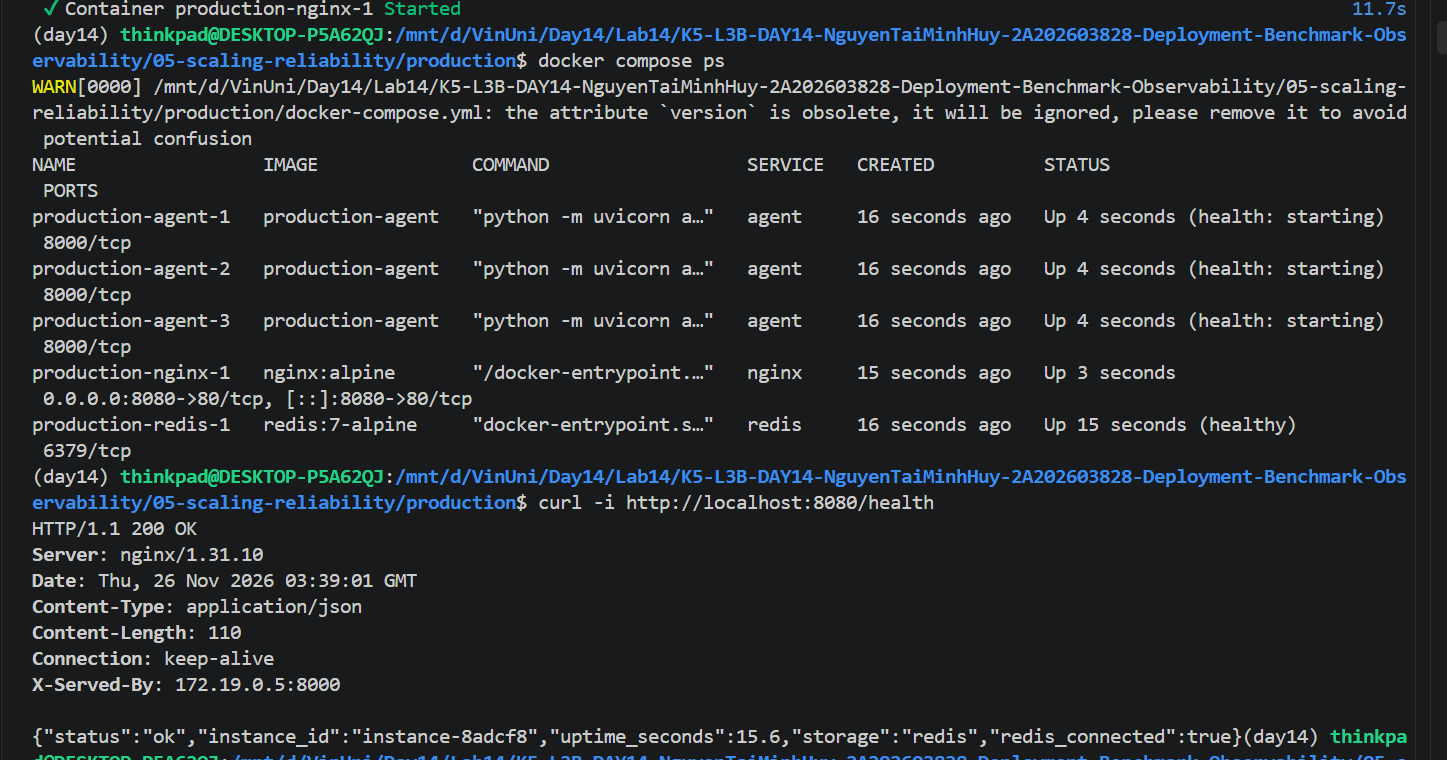 ✓ Container production-nginx-1 Started 11.7s
(day14) thinkpad@DESKTOP-P5A62QJ:/mnt/d/VinUni/Day14/Lab14/K5-L3B-DAY14-NguyenTaiMinhHuy-2A202603828-Deployment-Benchmark-Obs
ervability/05-scaling-reliability/production$ docker compose ps
WARN[0000] /mnt/d/VinUni/Day14/Lab14/K5-L3B-DAY14-NguyenTaiMinhHuy-2A202603828-Deployment-Benchmark-Observability/05-scaling-
reliability/production/docker-compose.yml: the attribute `version` is obsolete, it will be ignored, please remove it to avoid
potential confusion
NAME IMAGE COMMAND SERVICE CREATED STATUS
PORTS
production-agent-1 production-agent "python -m uvicorn a…" agent 16 seconds ago Up 4 seconds (health: starting)
8000/tcp
production-agent-2 production-agent "python -m uvicorn a…" agent 16 seconds ago Up 4 seconds (health: starting)
8000/tcp
production-agent-3 production-agent "python -m uvicorn a…" agent 16 seconds ago Up 4 seconds (health: starting)
8000/tcp
production-nginx-1 nginx:alpine "/docker-entrypoint.…" nginx 15 seconds ago Up 3 seconds
0.0.0.0:8080->80/tcp, [::]:8080->80/tcp
production-redis-1 redis:7-alpine "docker-entrypoint.s…" redis 16 seconds ago Up 15 seconds (healthy)
6379/tcp
(day14) thinkpad@DESKTOP-P5A62QJ:/mnt/d/VinUni/Day14/Lab14/K5-L3B-DAY14-NguyenTaiMinhHuy-2A202603828-Deployment-Benchmark-Obs
ervability/05-scaling-reliability/production$ curl -i http://localhost:8080/health
HTTP/1.1 200 OK
Server: nginx/1.31.10
Date: Thu, 26 Nov 2026 03:39:01 GMT
Content-Type: application/json
Content-Length: 110
Connection: keep-alive
X-Served-By: 172.19.0.5:8000
{"status":"ok","instance_id":"instance-8adcf8","uptime_seconds":15.6,"storage":"redis","redis_connected":true}(day14) thinkpa